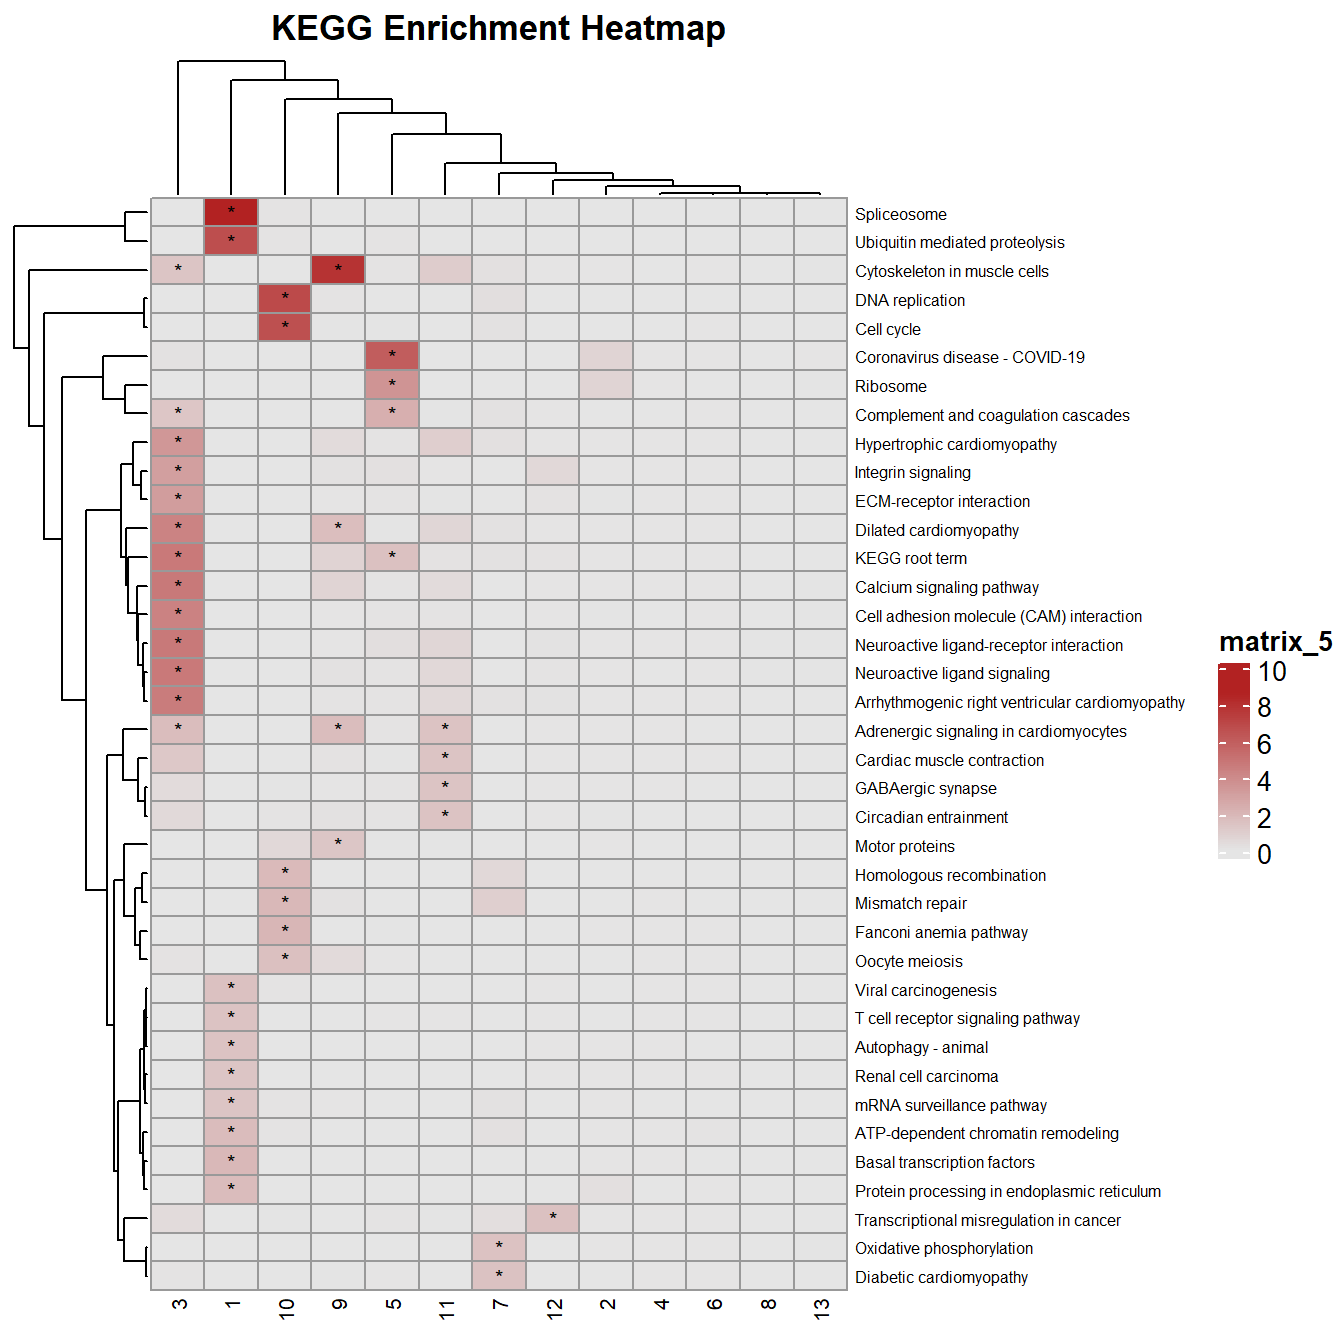 KEGG Enrichment Heatmap
*
Spliceosome
*
Ubiquitin mediated proteolysis
* *
Cytoskeleton in muscle cells
*
DNA replication
*
Cell cycle
*
Coronavirus disease - COVID-19
*
Ribosome
* *
Complement and coagulation cascades
*
Hypertrophic cardiomyopathy
*
Integrin signaling
*
ECM-receptor interaction
* *
Dilated cardiomyopathy
* *
KEGG root term
*
Calcium signaling pathway
*
Cell adhesion molecule (CAM) interaction
*
Neuroactive ligand-receptor interaction
*
Neuroactive ligand signaling
*
Arrhythmogenic right ventricular cardiomyopathy
* * *
Adrenergic signaling in cardiomyocytes
*
Cardiac muscle contraction
*
GABAergic synapse
*
Circadian entrainment
*
Motor proteins
*
Homologous recombination
*
Mismatch repair
*
Fanconi anemia pathway
*
Oocyte meiosis
*
Viral carcinogenesis
*
T cell receptor signaling pathway
*
Autophagy - animal
*
Renal cell carcinoma
*
mRNA surveillance pathway
*
ATP-dependent chromatin remodeling
*
Basal transcription factors
*
Protein processing in endoplasmic reticulum
*
Transcriptional misregulation in cancer
*
Oxidative phosphorylation
*
Diabetic cardiomyopathy
3 1 10 9 5 11 7 12 2 4 6 8 13
matrix_5
10
8
6
4
2
0